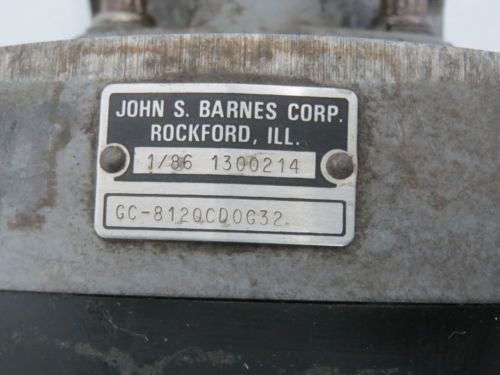 JOHN S. BARNES CORP.
ROCKFORD, ILL.
1/86 1300214
GC-8120CD0G32